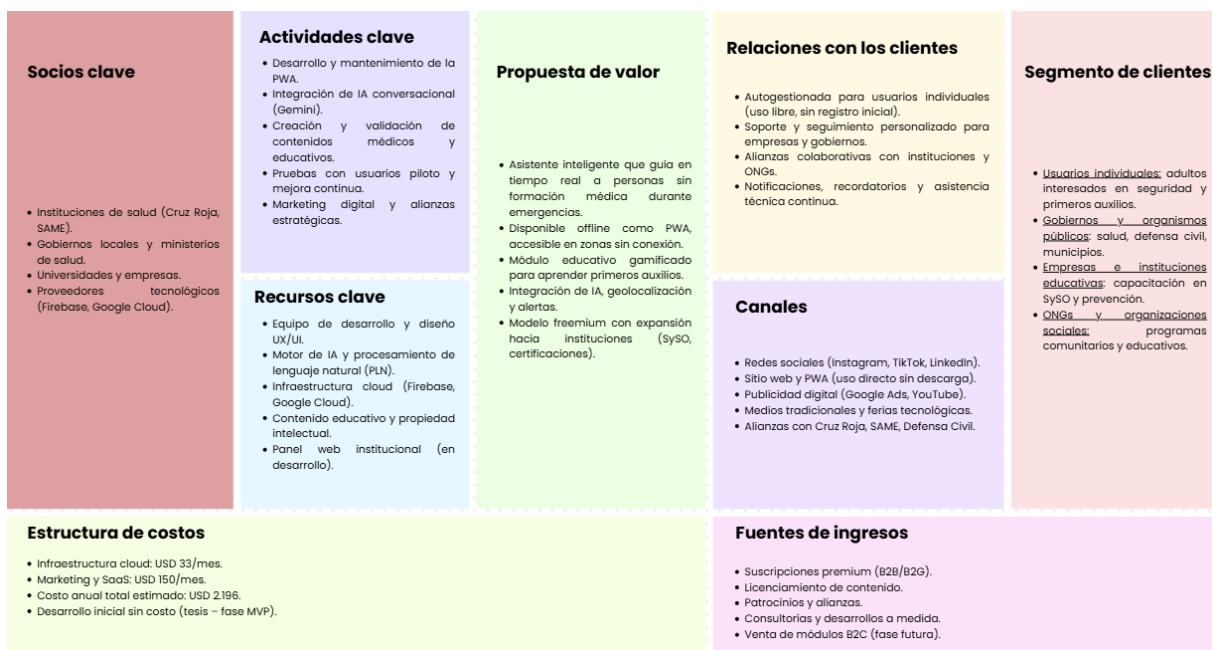 Socios clave
• Instituciones de salud (Cruz Roja,
SAME).
• Gobiernos locales y ministerios
de salud.
• Universidades y empresas.
• Proveedores tecnológicos
(Firebase, Google Cloud).
Actividades clave
• Desarrollo y mantenimiento de la
PWA.
• Integración de IA conversacional
(Gemini).
• Creación y validación de
contenidos médicos y
educativos.
• Pruebas con usuarios piloto y
mejora continua.
• Marketing digital y alianzas
estratégicas.
Recursos clave
• Equipo de desarrollo y diseño
UX/UI.
• Motor de IA y procesamiento de
lenguaje natural (PLN).
• Infraestructura cloud (Firebase,
Google Cloud).
• Contenido educativo y propiedad
intelectual.
• Panel web institucional (en
desarrollo).
Propuesta de valor
• Asistente inteligente que guía en
tiempo real a personas sin
formación médica durante
emergencias.
• Disponible offline como PWA,
accesible en zonas sin conexión.
• Módulo educativo gamificado
para aprender primeros auxilios.
• Integración de IA, geolocalización
y alertas.
• Modelo freemium con expansión
hacia instituciones (SySO,
certificaciones).
Relaciones con los clientes
• Autogestionada para usuarios individuales
(uso libre, sin registro inicial).
• Soporte y seguimiento personalizado para
empresas y gobiernos.
• Alianzas colaborativas con instituciones y
ONGs.
• Notificaciones, recordatorios y asistencia
técnica continua.
Canales
• Redes sociales (Instagram, TikTok, LinkedIn).
• Sitio web y PWA (uso directo sin descarga).
• Publicidad digital (Google Ads, YouTube).
• Medios tradicionales y ferias tecnológicas.
• Alianzas con Cruz Roja, SAME, Defensa Civil.
Segmento de clientes
• Usuarios individuales: adultos
interesados en seguridad y
primeros auxilios.
• Gobiernos y organismos
públicos: salud, defensa civil,
municipios.
• Empresas e instituciones
educativas: capacitación en
SySO y prevención.
• ONGs y organizaciones
sociales: programas
comunitarios y educativos.
Estructura de costos
• Infraestructura cloud: USD 33/mes.
• Marketing y SaaS: USD 150/mes.
• Costo anual total estimado: USD 2.196.
• Desarrollo inicial sin costo (tesis – fase MVP).
Fuentes de ingresos
• Suscripciones premium (B2B/B2G).
• Licenciamiento de contenido.
• Patrocinios y alianzas.
• Consultorías y desarrollos a medida.
• Venta de módulos B2C (fase futura).